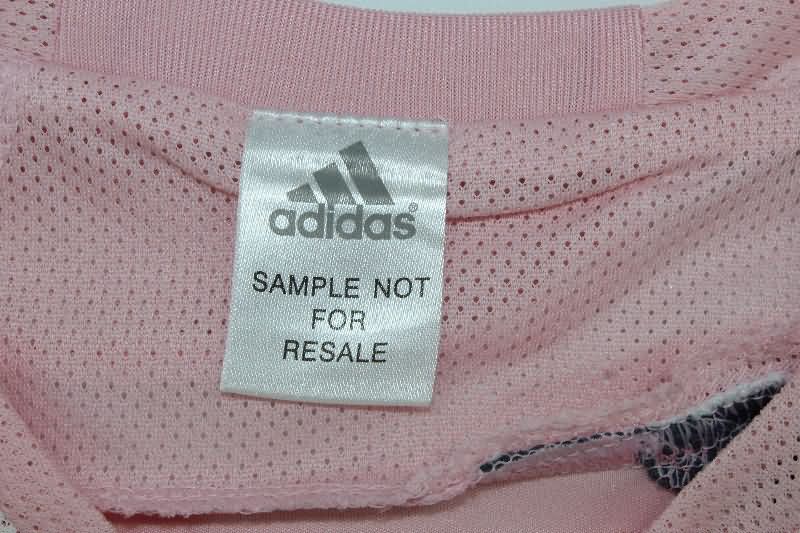 adidas®
SAMPLE NOT
FOR
RESALE